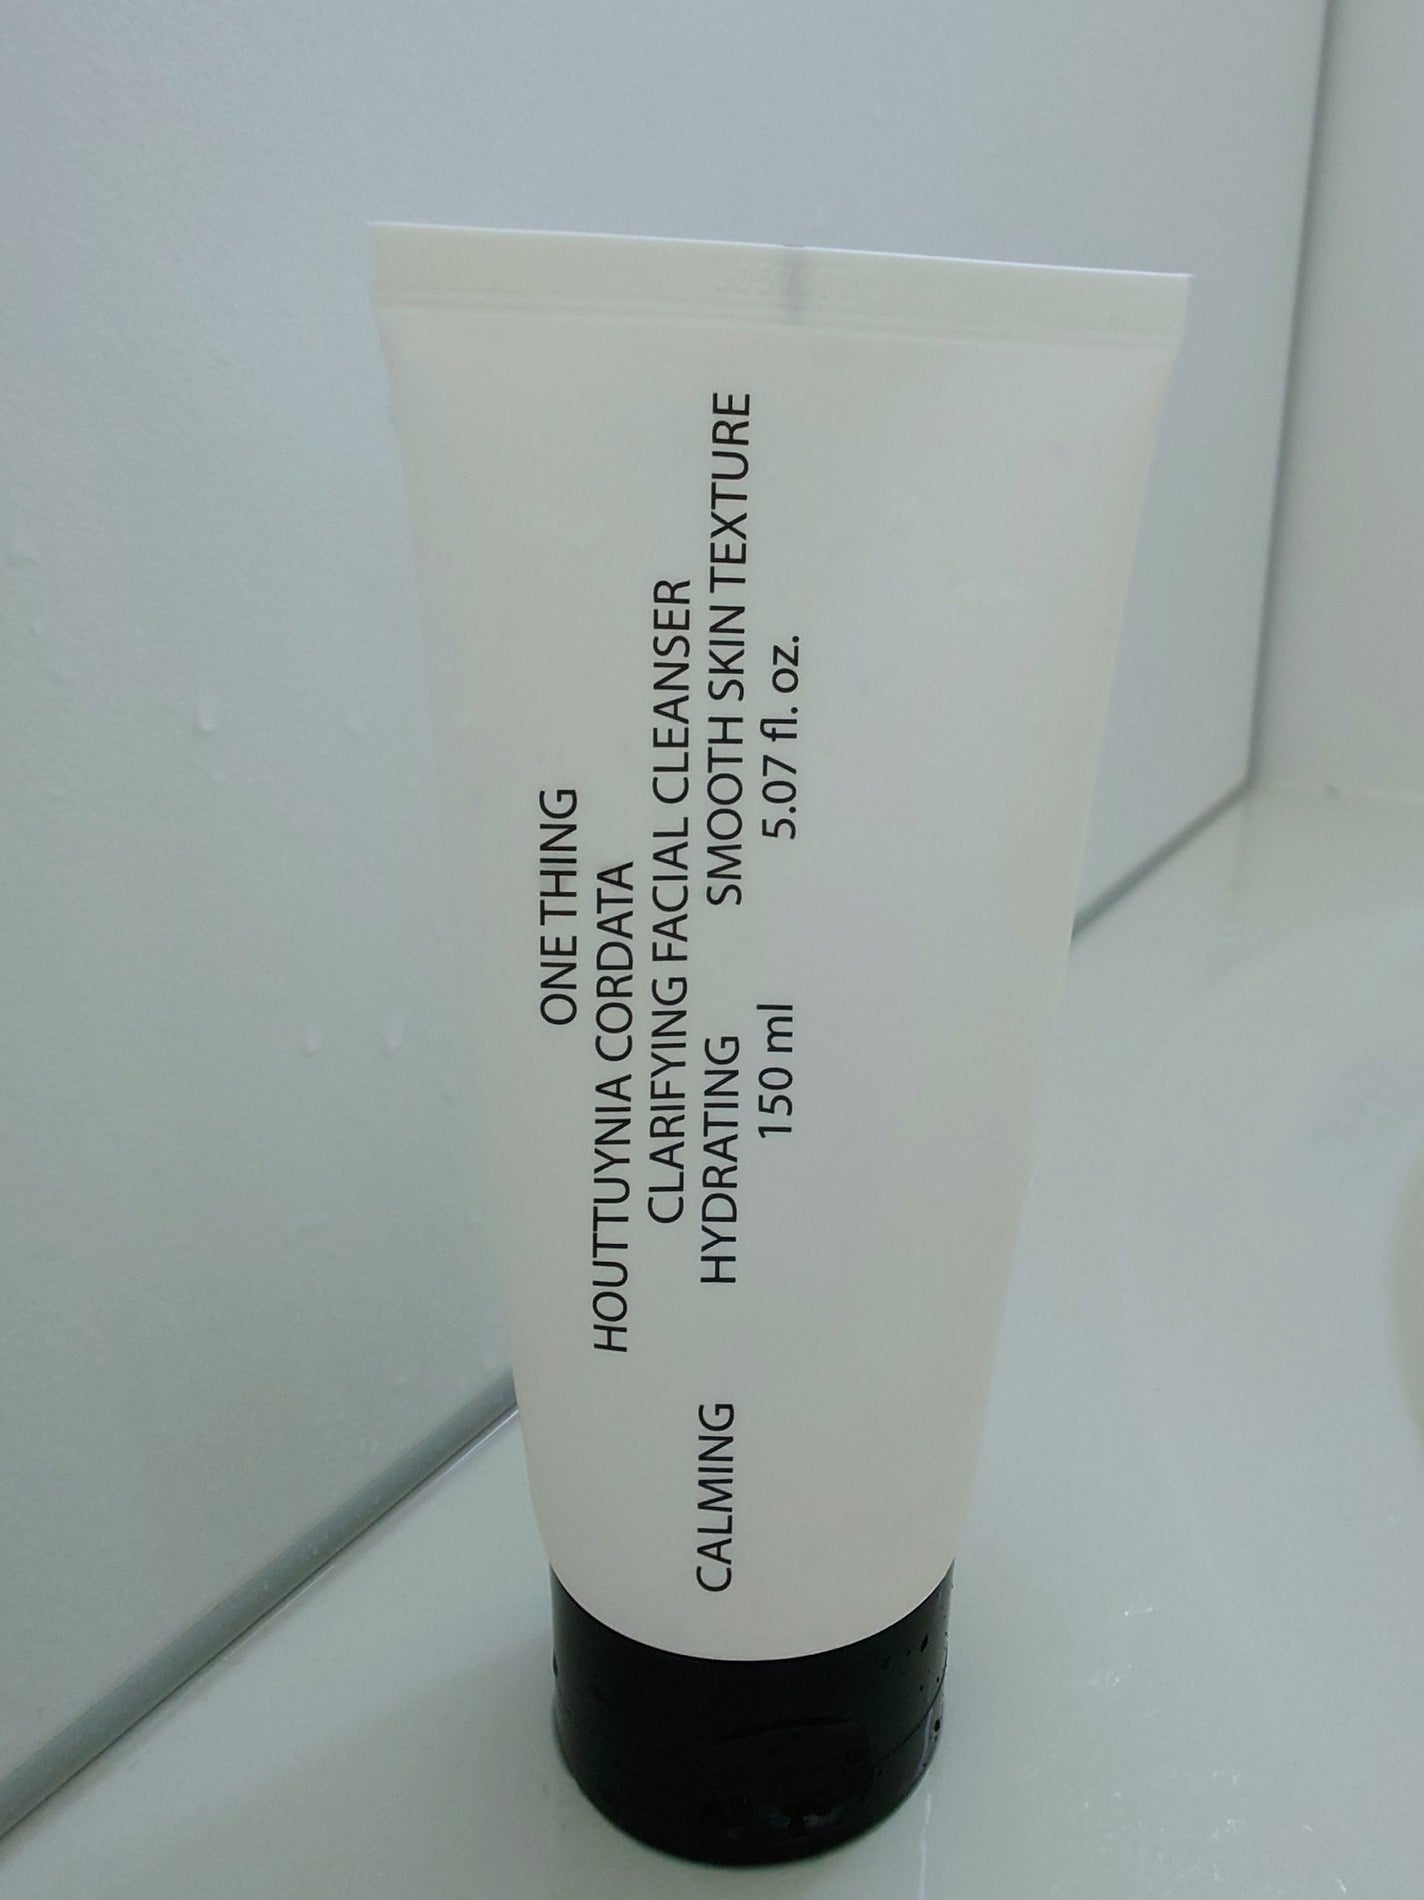 ONE THING
HOUTTUYNIA CORDATA
CLARIFYING FACIAL CLEANSER
CALMING HYDRATING SMOOTH SKIN TEXTURE
150 ml 5.07 fl. oz.